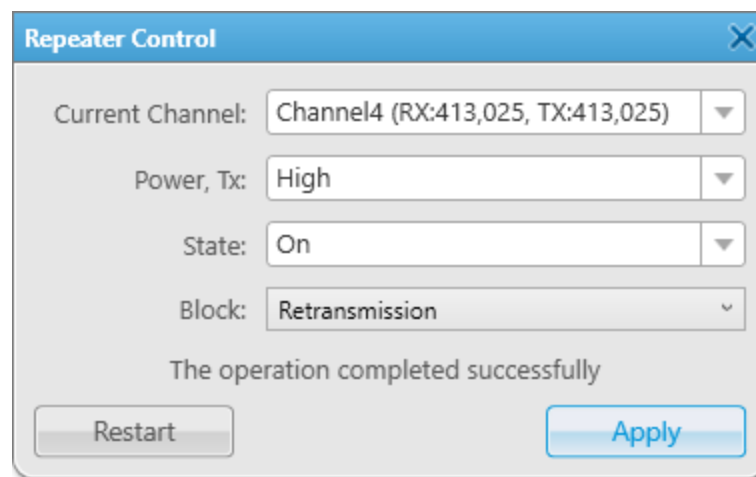 Repeater Control
Current Channel: Channel4 (RX:413,025, TX:413,025)
Power, Tx: High
State: On
Block: Retransmission
The operation completed successfully
Restart Apply